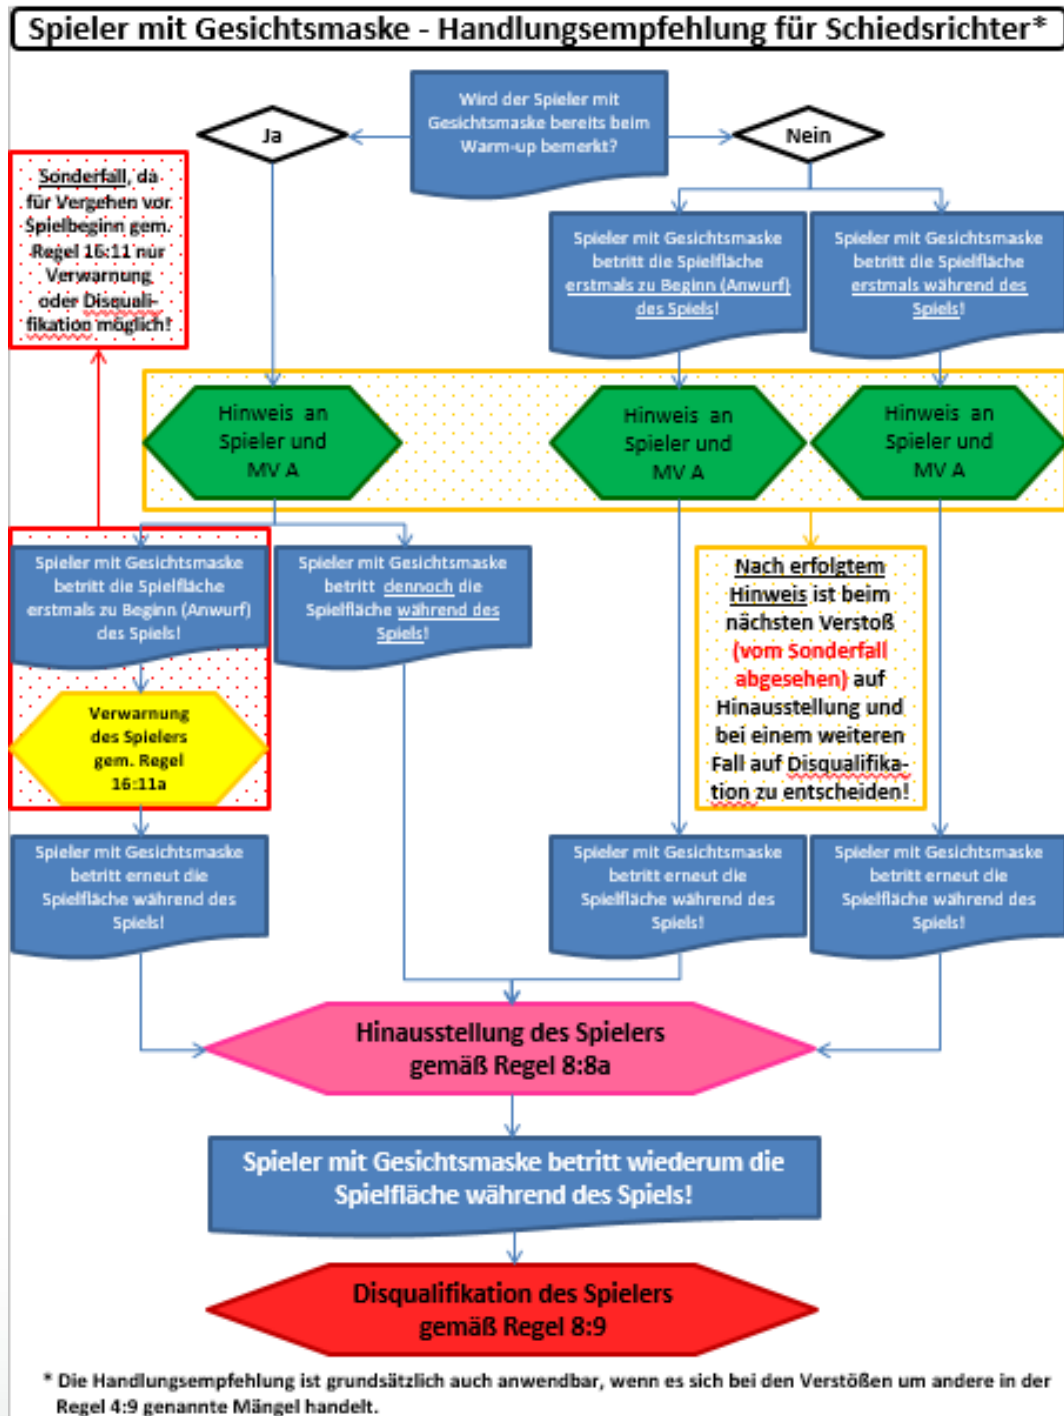 Spieler mit Gesichtsmaske - Handlungsempfehlung für Schiedsrichter*
Wird der Spieler mit
Gesichtsmaske bereits beim
Warm-up bemerkt?
Ja
Nein
Sonderfall, da
für Vergehen vor
Spielbeginn gem.
Regel 16:11 nur
Verwarnung
oder Disquali-
fikation möglich!
Spieler mit Gesichtsmaske
betritt die Spielfläche
erstmals zu Beginn (Anwurf)
des Spiels!
Spieler mit Gesichtsmaske
betritt die Spielfläche
erstmals während des
Spiels!
Hinweis an
Spieler und
MV A
Hinweis an
Spieler und
MV A
Hinweis an
Spieler und
MV A
Spieler mit Gesichtsmaske
betritt die Spielfläche
erstmals zu Beginn (Anwurf)
des Spiels!
Spieler mit Gesichtsmaske
betritt dennoch die
Spielfläche während des
Spiels!
Nach erfolgtem
Hinweis ist beim
nächsten Verstoß
(vom Sonderfall
abgesehen) auf
Hinausstellung und
bei einem weiteren
Fall auf Disqualifika-
tion zu entscheiden!
Verwarnung
des Spielers
gem. Regel
16:11a
Spieler mit Gesichtsmaske
betritt erneut die
Spielfläche während des
Spiels!
Spieler mit Gesichtsmaske
betritt erneut die
Spielfläche während des
Spiels!
Spieler mit Gesichtsmaske
betritt erneut die
Spielfläche während des
Spiels!
Hinausstellung des Spielers
gemäß Regel 8:8a
Spieler mit Gesichtsmaske betritt wiederum die
Spielfläche während des Spiels!
Disqualifikation des Spielers
gemäß Regel 8:9
* Die Handlungsempfehlung ist grundsätzlich auch anwendbar, wenn es sich bei den Verstößen um andere in der
Regel 4:9 genannte Mängel handelt.